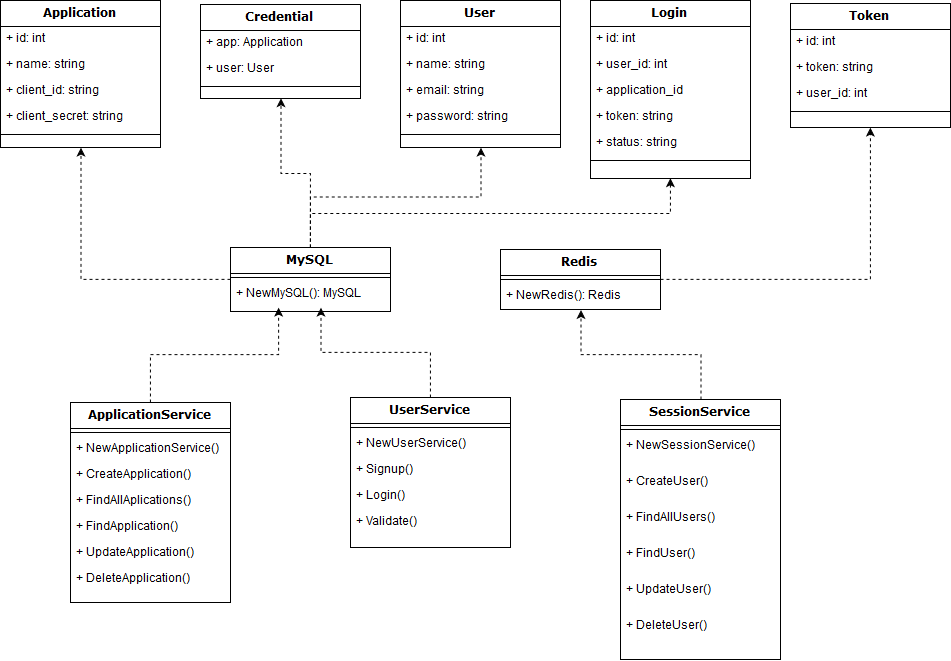 Application
+ id: int
+ name: string
+ client_id: string
+ client_secret: string
Credential
+ app: Application
+ user: User
User
+ id: int
+ name: string
+ email: string
+ password: string
Login
+ id: int
+ user_id: int
+ application_id
+ token: string
+ status: string
Token
+ id: int
+ token: string
+ user_id: int
MySQL
+ NewMySQL(): MySQL
Redis
+ NewRedis(): Redis
ApplicationService
+ NewApplicationService()
+ CreateApplication()
+ FindAllAplications()
+ FindApplication()
+ UpdateApplication()
+ DeleteApplication()
UserService
+ NewUserService()
+ Signup()
+ Login()
+ Validate()
SessionService
+ NewSessionService()
+ CreateUser()
+ FindAllUsers()
+ FindUser()
+ UpdateUser()
+ DeleteUser()